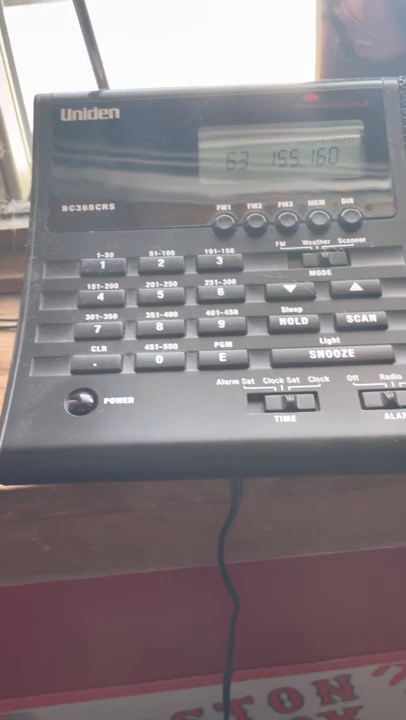 Uniden
63 155.160
BC365CRS
FM1 FM2 FM3 MEM DIR
FM Weather Scanner
MODE
1-50 51-100 101-150
1 2 3
151-200 201-250 251-300
4 5 6
301-350 351-400 401-450
7 8 9
Sleep
HOLD SCAN
CLR 451-500 PGM
. 0 E
Light
SNOOZE
POWER
Alarm Set Clock Set Clock
TIME
Off Radio
ALAR
STON